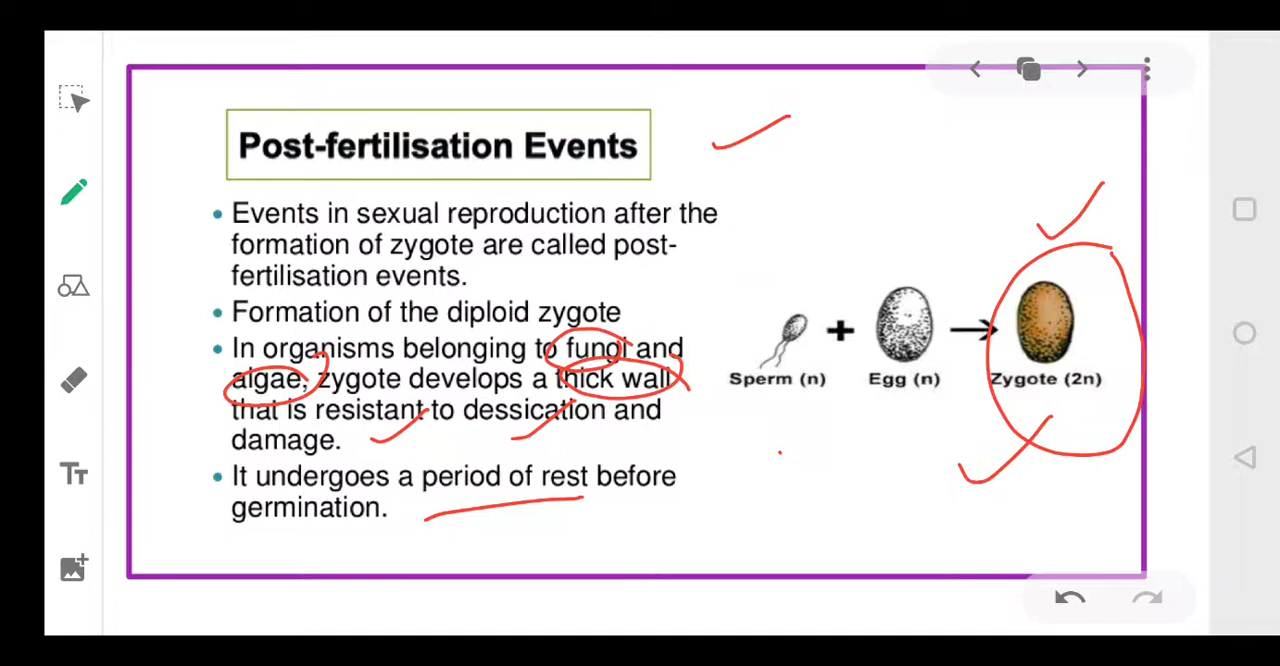 Post-fertilisation Events
• Events in sexual reproduction after the
formation of zygote are called post-
fertilisation events.
• Formation of the diploid zygote
• In organisms belonging to fungi and
algae, zygote develops a thick wall
that is resistant to dessication and
damage.
• It undergoes a period of rest before
germination.
Sperm (n) + Egg (n) → Zygote (2n)
TT